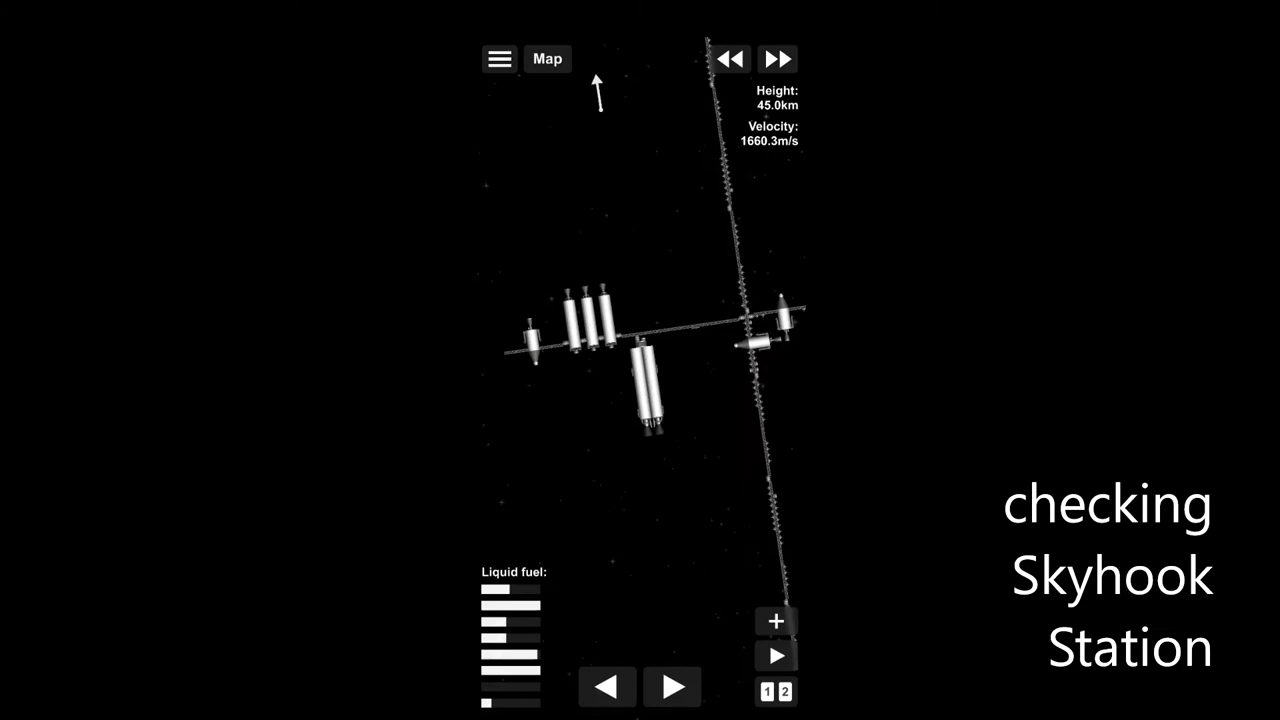 Map
Height:
45.0km
Velocity:
1660.3m/s
Liquid fuel:
1 2
checking
Skyhook
Station